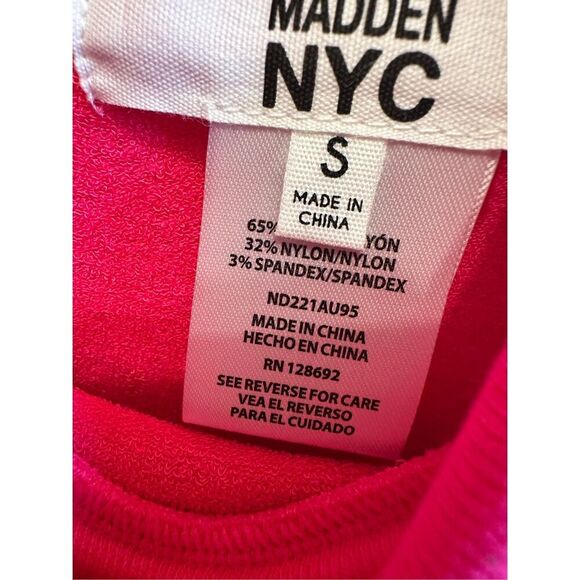 MADDEN
NYC
S
MADE IN
CHINA
65% YÓN
32% NYLON/NYLON
3% SPANDEX/SPANDEX
ND221AU95
MADE IN CHINA
HECHO EN CHINA
RN 128692
SEE REVERSE FOR CARE
VEA EL REVERSO
PARA EL CUIDADO